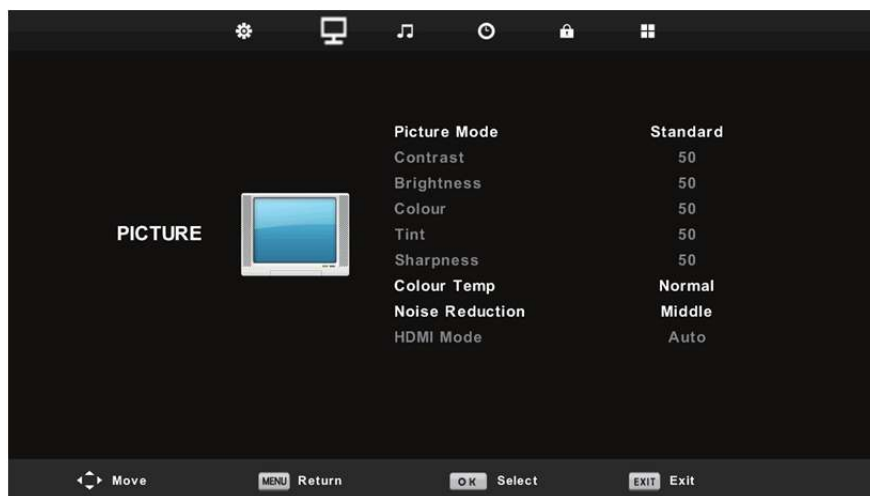 Picture Mode Standard
Contrast 50
Brightness 50
Colour 50
PICTURE
Tint 50
Sharpness 50
Colour Temp Normal
Noise Reduction Middle
HDMI Mode Auto
Move MENU Return OK Select EXIT Exit